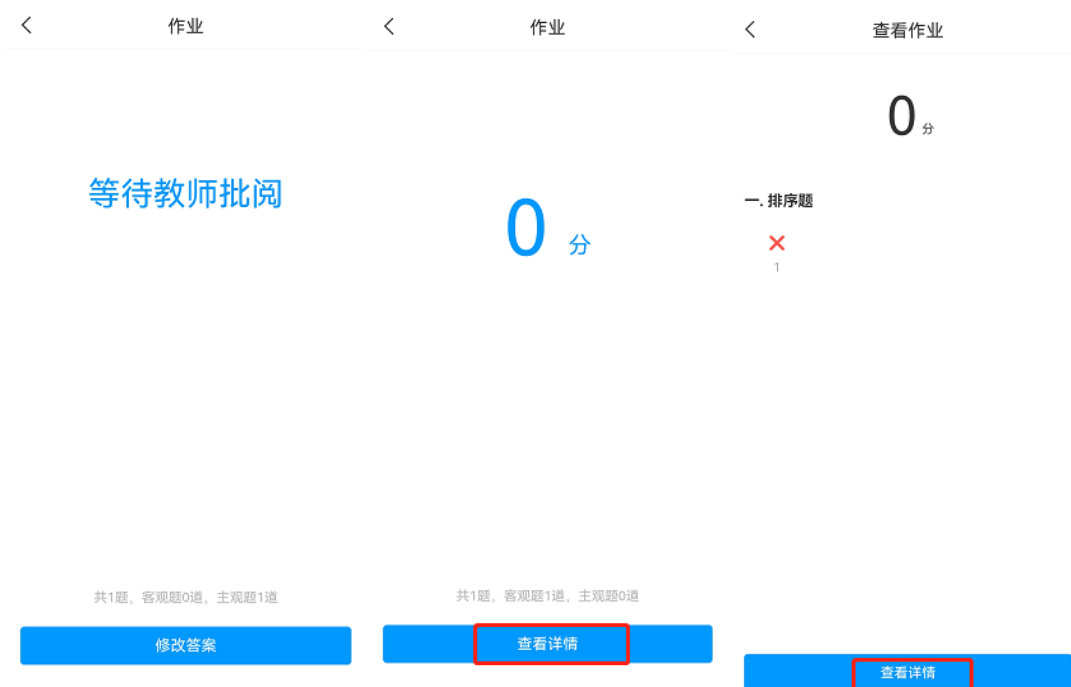 作业
等待教师批阅
共1题，客观题0道，主观题1道
修改答案
作业
0 分
共1题，客观题1道，主观题0道
查看详情
查看作业
0 分
一. 排序题
1
查看详情